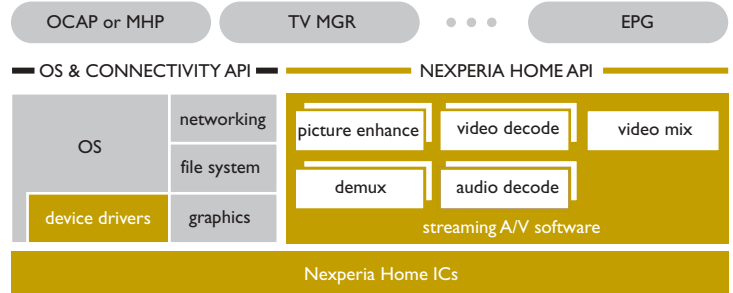 OCAP or MHP
TV MGR
EPG
OS & CONNECTIVITY API
NEXPERIA HOME API
OS
networking
file system
device drivers
graphics
picture enhance
video decode
video mix
demux
audio decode
streaming A/V software
Nexperia Home ICs